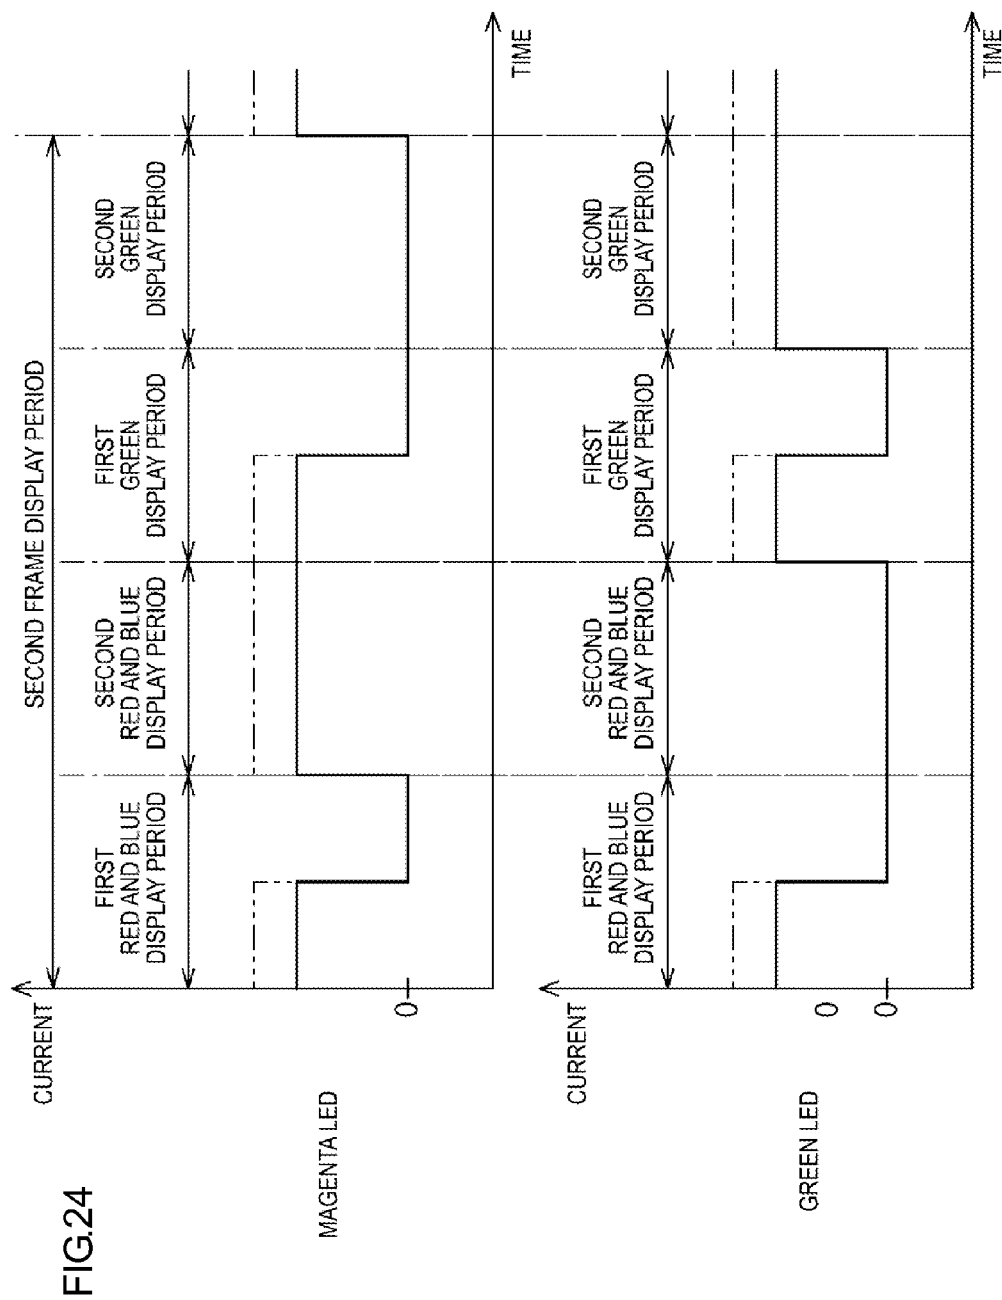 FIG.24
SECOND FRAME DISPLAY PERIOD
CURRENT
FIRST
RED AND BLUE
DISPLAY PERIOD
SECOND
RED AND BLUE
DISPLAY PERIOD
FIRST
GREEN
DISPLAY PERIOD
SECOND
GREEN
DISPLAY PERIOD
MAGENTA LED
0
TIME
CURRENT
FIRST
RED AND BLUE
DISPLAY PERIOD
SECOND
RED AND BLUE
DISPLAY PERIOD
FIRST
GREEN
DISPLAY PERIOD
SECOND
GREEN
DISPLAY PERIOD
GREEN LED
0
0
TIME